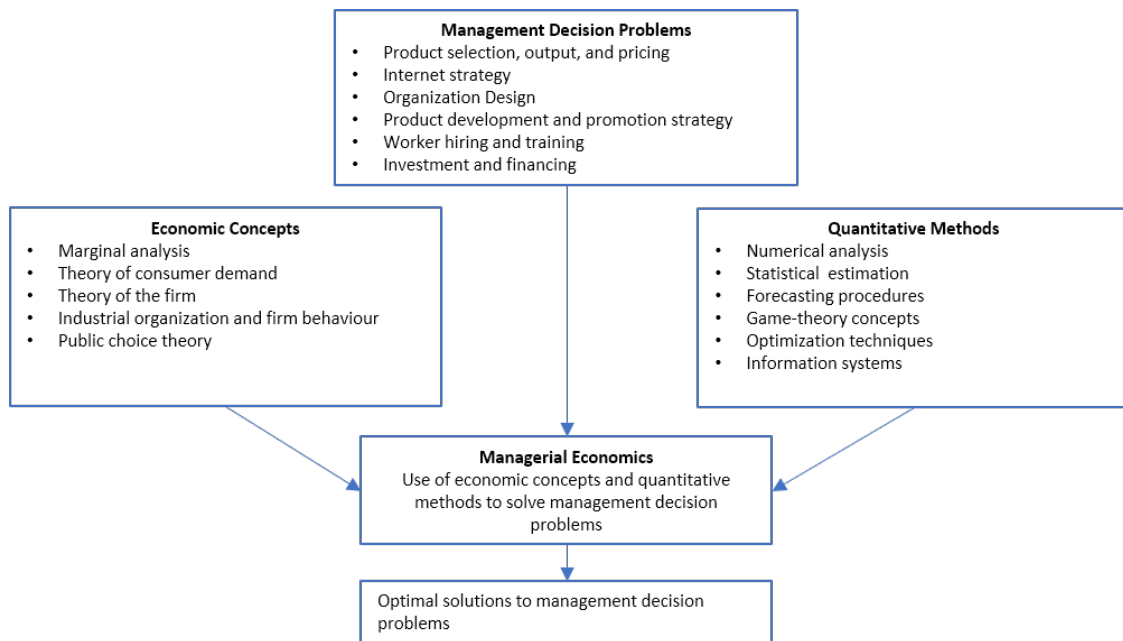 Management Decision Problems
• Product selection, output, and pricing
• Internet strategy
• Organization Design
• Product development and promotion strategy
• Worker hiring and training
• Investment and financing
Economic Concepts
• Marginal analysis
• Theory of consumer demand
• Theory of the firm
• Industrial organization and firm behaviour
• Public choice theory
Quantitative Methods
• Numerical analysis
• Statistical estimation
• Forecasting procedures
• Game-theory concepts
• Optimization techniques
• Information systems
Managerial Economics
Use of economic concepts and quantitative
methods to solve management decision
problems
Optimal solutions to management decision
problems